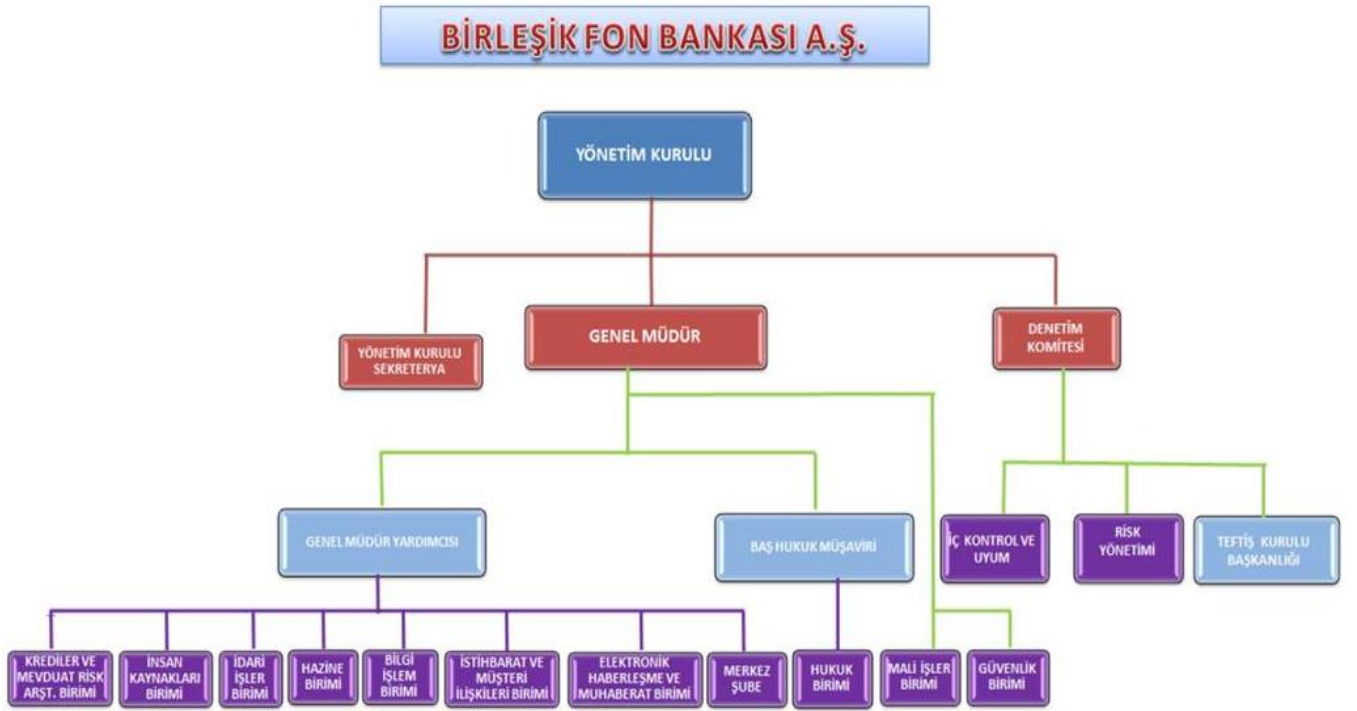 BİRLEŞİK FON BANKASI A.Ş.
YÖNETİM KURULU
YÖNETİM KURULU
SEKRETERYA
GENEL MÜDÜR
DENETİM
KOMİTESİ
GENEL MÜDÜR YARDIMCISI
BAŞ HUKUK MÜŞAVİRİ
İÇ KONTROL VE
UYUM
RİSK
YÖNETİMİ
TEFTİŞ KURULU
BAŞKANLIĞI
KREDİLER VE
MEVDUAT RİSK
ARŞT. BİRİMİ
İNSAN
KAYNAKLARI
BİRİMİ
İDARİ
İŞLER
BİRİMİ
HAZİNE
BİRİMİ
BİLGİ
İŞLEM
BİRİMİ
İSTİHBARAT VE
MÜŞTERİ
İLİŞKİLERİ BİRİMİ
ELEKTRONİK
HABERLEŞME VE
MUHABERAT BİRİMİ
MERKEZ
ŞUBE
HUKUK
BİRİMİ
MALİ İŞLER
BİRİMİ
GÜVENLİK
BİRİMİ